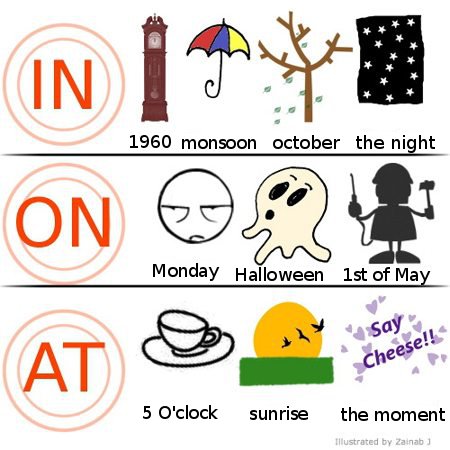 IN
1960 monsoon october the night
ON
Monday Halloween 1st of May
AT
Say
Cheese!!
5 O'clock sunrise the moment
Illustrated by Zainab J